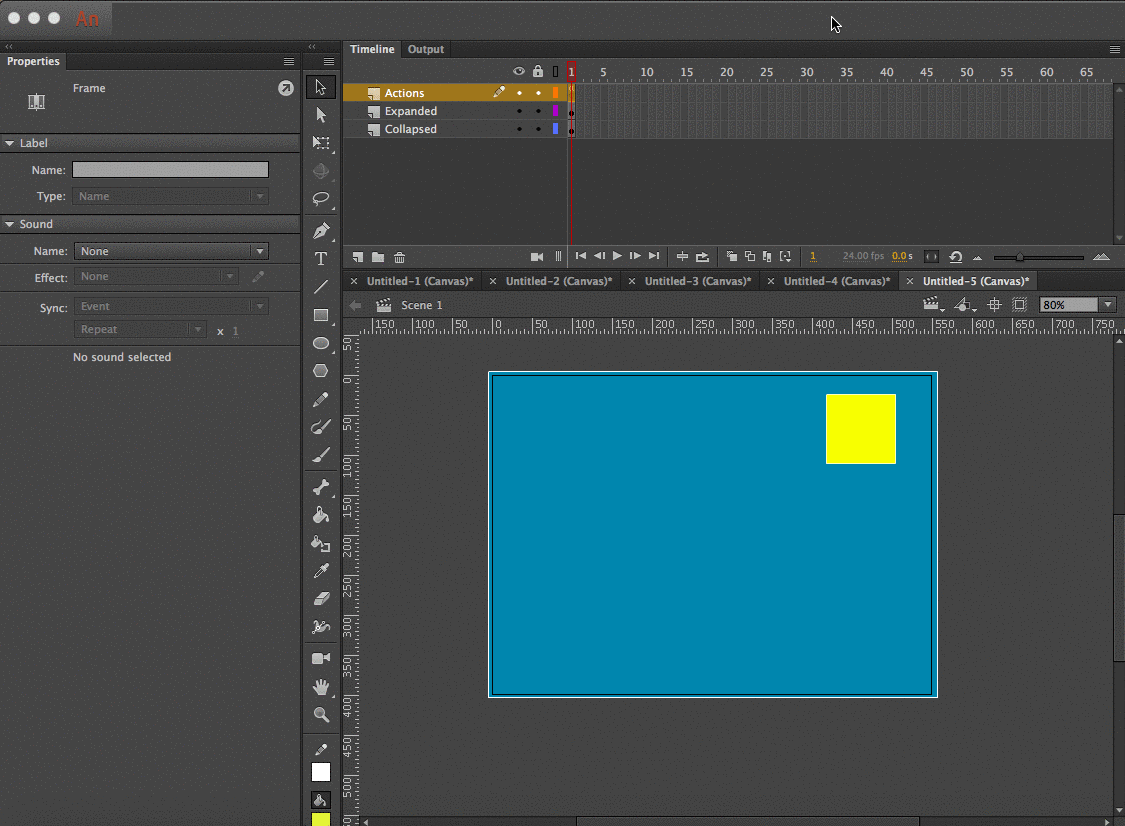 An
Properties
Frame
Label
Name:
Type: Name
Sound
Name: None
Effect: None
Sync: Event
Repeat x 1
No sound selected
Timeline Output
1 5 10 15 20 25 30 35 40 45 50 55 60 65
Actions
Expanded
Collapsed
1 24.00 fps 0.0 s
Untitled-1 (Canvas)* Untitled-2 (Canvas)* Untitled-3 (Canvas)* Untitled-4 (Canvas)* Untitled-5 (Canvas)*
Scene 1 80%
150 100 50 0 50 100 150 200 250 300 350 400 450 500 550 600 650 700 750
50
0
50
100
150
200
250
300
350
400
450
500